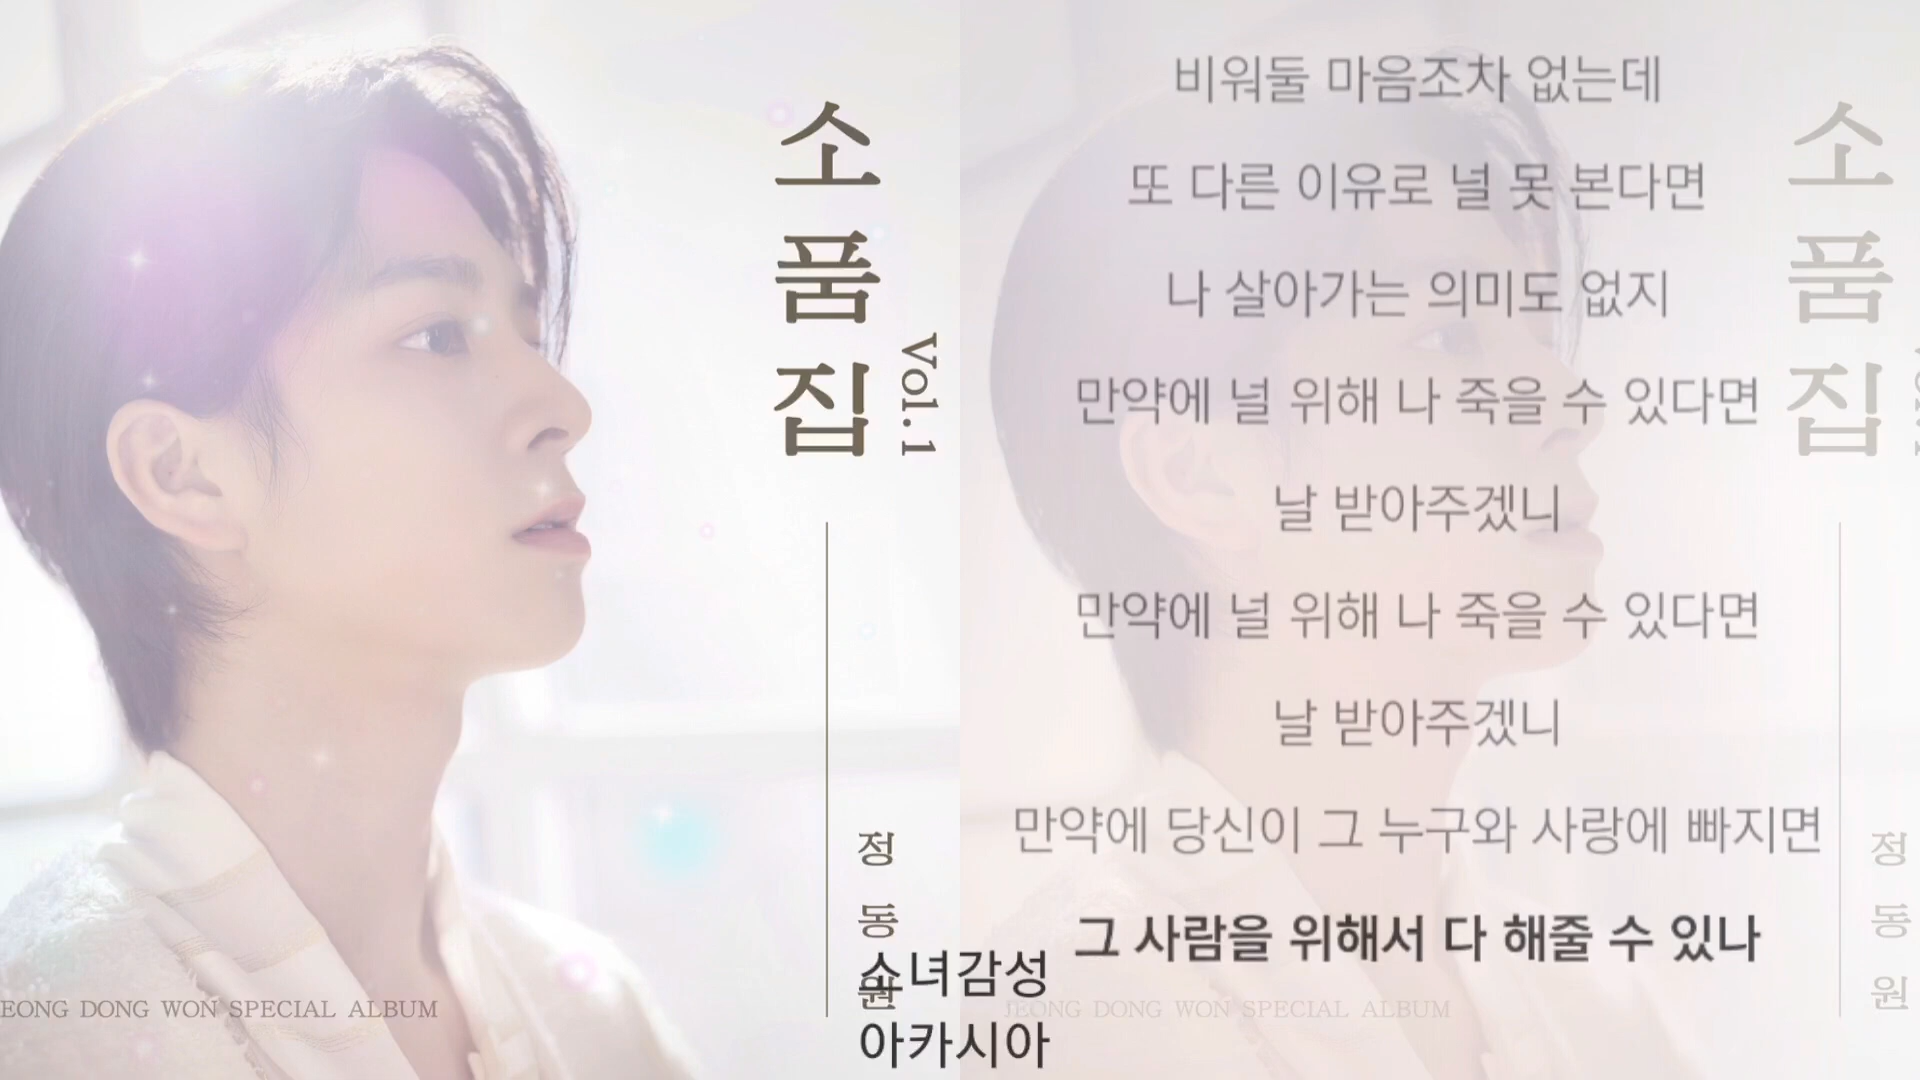 소품집
Vol.1
정동원
EONG DONG WON SPECIAL ALBUM
소녀감성
아카시아
비워둘 마음조차 없는데
또 다른 이유로 널 못 본다면
나 살아가는 의미도 없지
만약에 널 위해 나 죽을 수 있다면
날 받아주겠니
만약에 널 위해 나 죽을 수 있다면
날 받아주겠니
만약에 당신이 그 누구와 사랑에 빠지면
그 사람을 위해서 다 해줄 수 있나
소품집
정동원
JEONG DONG WON SPECIAL ALBUM